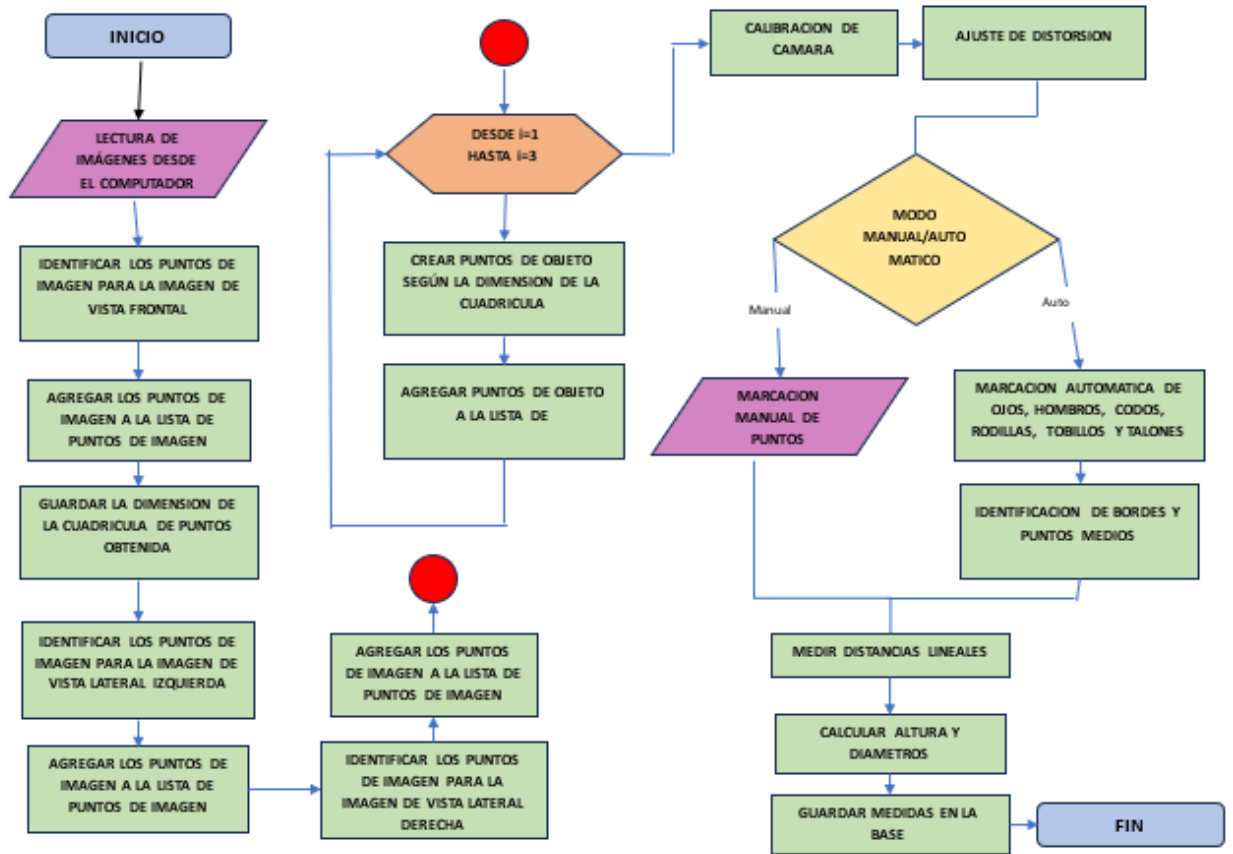 INICIO
LECTURA DE
IMÁGENES DESDE
EL COMPUTADOR
IDENTIFICAR LOS PUNTOS DE
IMAGEN PARA LA IMAGEN DE
VISTA FRONTAL
AGREGAR LOS PUNTOS DE
IMAGEN A LA LISTA DE
PUNTOS DE IMAGEN
GUARDAR LA DIMENSION DE
LA CUADRICULA DE PUNTOS
OBTENIDA
IDENTIFICAR LOS PUNTOS DE
IMAGEN PARA LA IMAGEN DE
VISTA LATERAL IZQUIERDA
AGREGAR LOS PUNTOS DE
IMAGEN A LA LISTA DE
PUNTOS DE IMAGEN
IDENTIFICAR LOS PUNTOS
DE IMAGEN PARA LA
IMAGEN DE VISTA LATERAL
DERECHA
AGREGAR LOS PUNTOS
DE IMAGEN A LA LISTA DE
PUNTOS DE IMAGEN
DESDE i=1
HASTA i=3
CREAR PUNTOS DE OBJETO
SEGÚN LA DIMENSION DE LA
CUADRICULA
AGREGAR PUNTOS DE OBJETO
A LA LISTA DE
CALIBRACION DE
CAMARA
AJUSTE DE DISTORSION
MODO
MANUAL/AUTO
MATICO
Manual
Auto
MARCACION
MANUAL DE
PUNTOS
MARCACION AUTOMATICA DE
OJOS, HOMBROS, CODOS,
RODILLAS, TOBILLOS Y TALONES
IDENTIFICACION DE BORDES Y
PUNTOS MEDIOS
MEDIR DISTANCIAS LINEALES
CALCULAR ALTURA Y
DIAMETROS
GUARDAR MEDIDAS EN LA
BASE
FIN